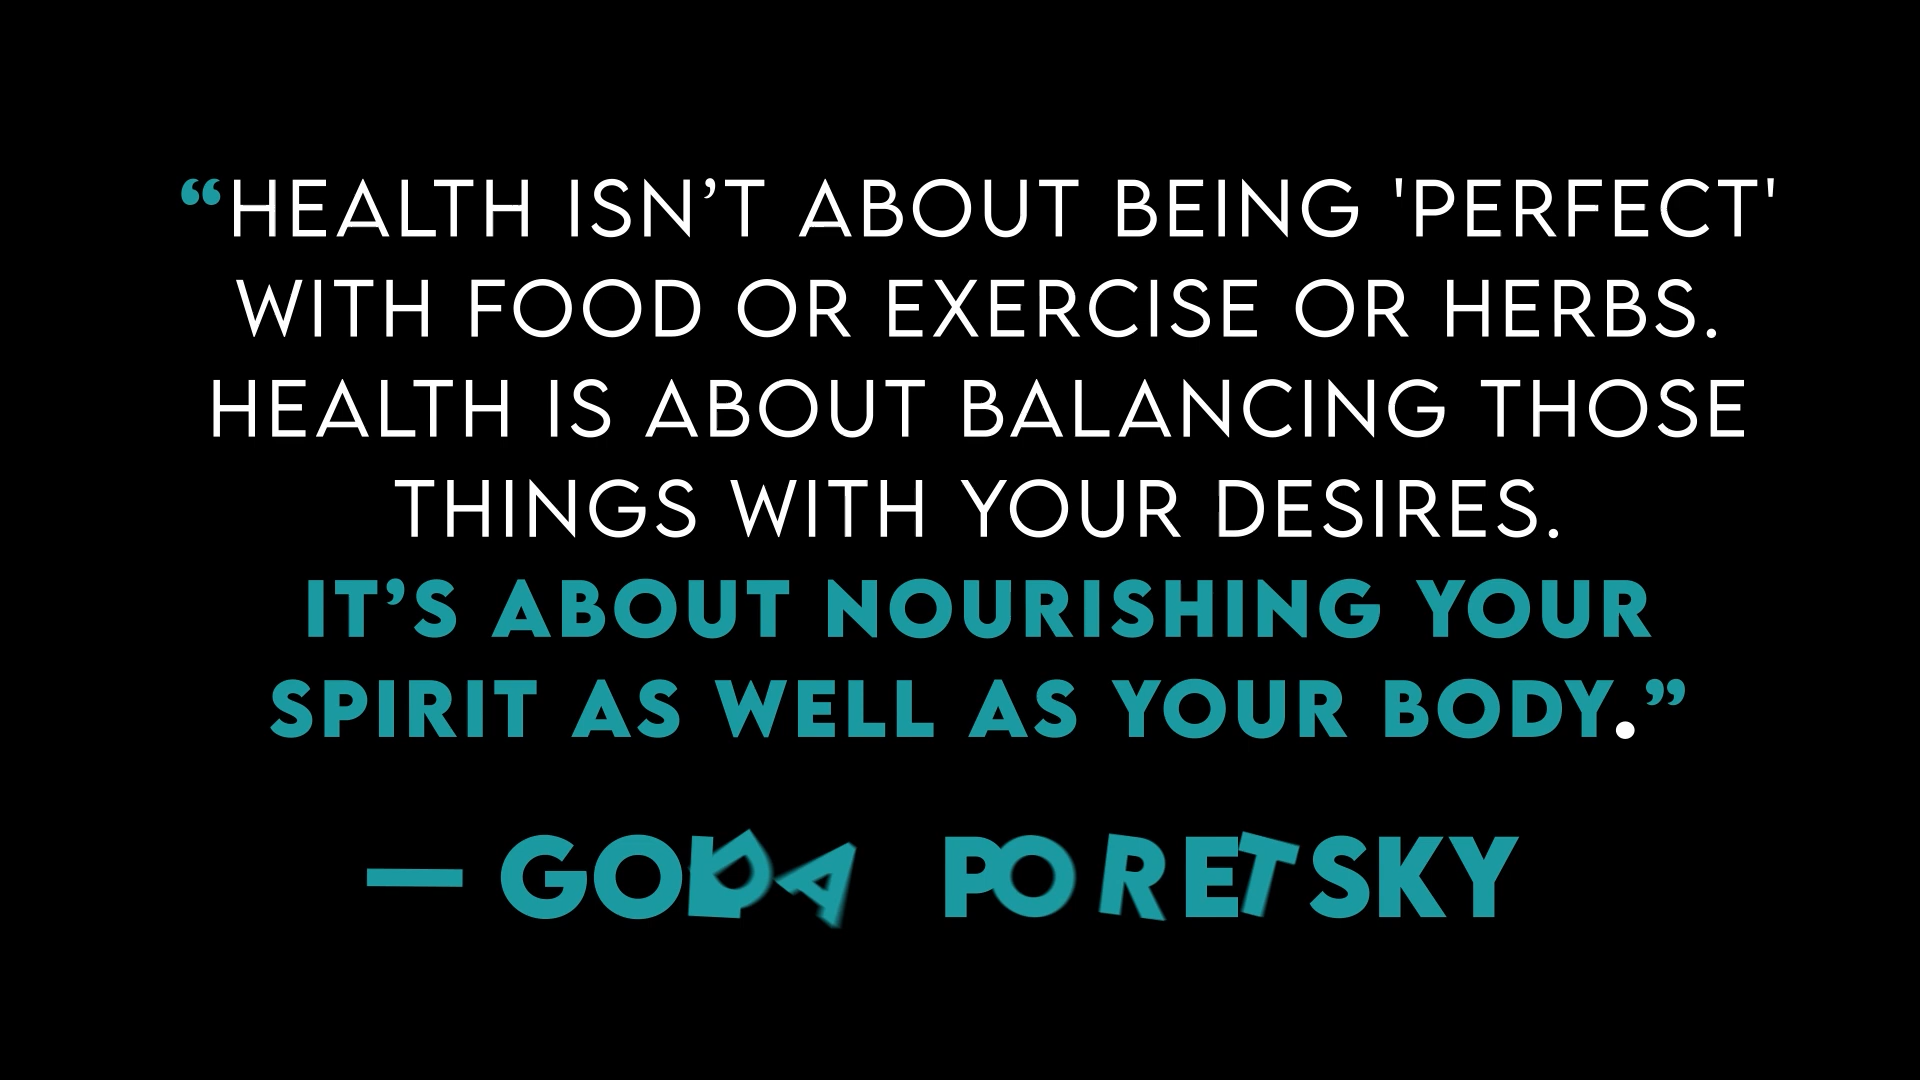 “HEALTH ISN’T ABOUT BEING 'PERFECT'
WITH FOOD OR EXERCISE OR HERBS.
HEALTH IS ABOUT BALANCING THOSE
THINGS WITH YOUR DESIRES.
IT’S ABOUT NOURISHING YOUR
SPIRIT AS WELL AS YOUR BODY.”
— GOLDA PORETSKY